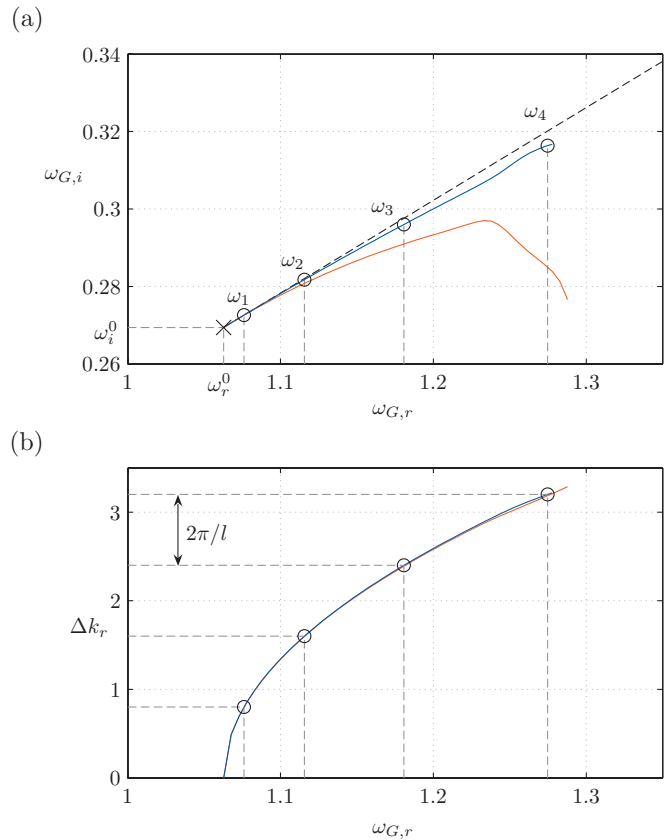 (a)
0.34
0.32
0.3
0.28
0.26
ω_{G,i}
ω_i^0
ω_1
ω_2
ω_3
ω_4
1
ω_r^0
1.1
1.2
1.3
ω_{G,r}
(b)
3
2
1
0
Δk_r
2π/l
1
1.1
1.2
1.3
ω_{G,r}